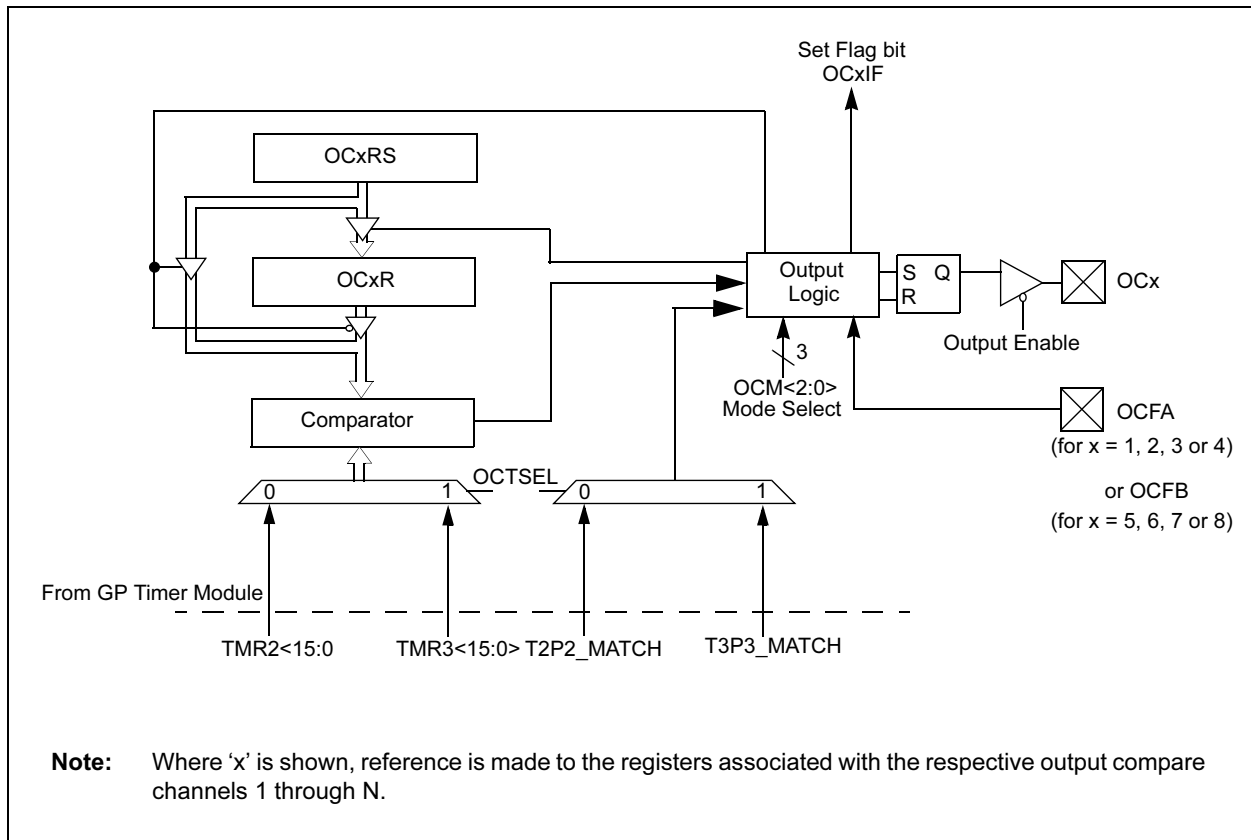 Set Flag bit
OCxIF
OCxRS
OCxR
Output
Logic
S Q
R
OCx
Output Enable
3
OCM<2:0>
Mode Select
Comparator
OCFA
(for x = 1, 2, 3 or 4)
or OCFB
(for x = 5, 6, 7 or 8)
0 1 OCTSEL 0 1
From GP Timer Module
TMR2<15:0 TMR3<15:0> T2P2_MATCH T3P3_MATCH
Note: Where ‘x’ is shown, reference is made to the registers associated with the respective output compare
channels 1 through N.